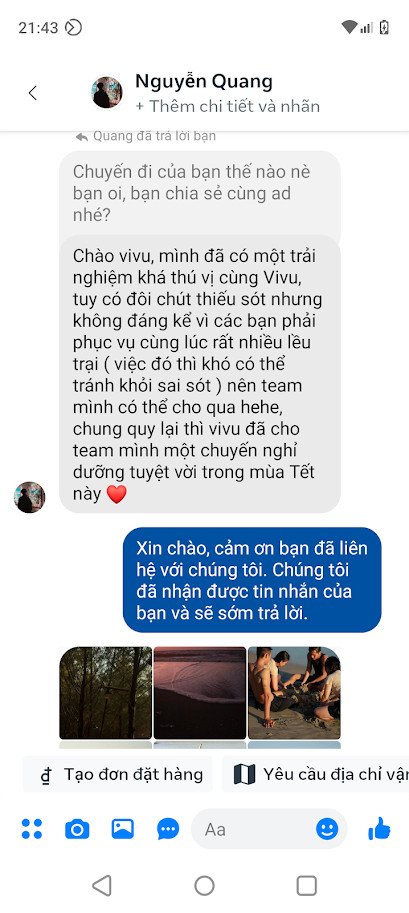 21:43
Nguyễn Quang
+ Thêm chi tiết và nhãn
Quang đã trả lời bạn
Chuyến đi của bạn thế nào nè
bạn oi, bạn chia sẻ cùng ad
nhé?
Chào vivu, mình đã có một trải
nghiệm khá thú vị cùng Vivu,
tuy có đôi chút thiếu sót nhưng
không đáng kể vì các bạn phải
phục vụ cùng lúc rất nhiều lều
trại ( việc đó thì khó có thể
tránh khỏi sai sót ) nên team
mình có thể cho qua hehe,
chung quy lại thì vivu đã cho
team mình một chuyến nghỉ
dưỡng tuyệt vời trong mùa Tết
này ❤️
Xin chào, cảm ơn bạn đã liên
hệ với chúng tôi. Chúng tôi
đã nhận được tin nhắn của
bạn và sẽ sớm trả lời.
₫ Tạo đơn đặt hàng
Yêu cầu địa chỉ vậ
Aa